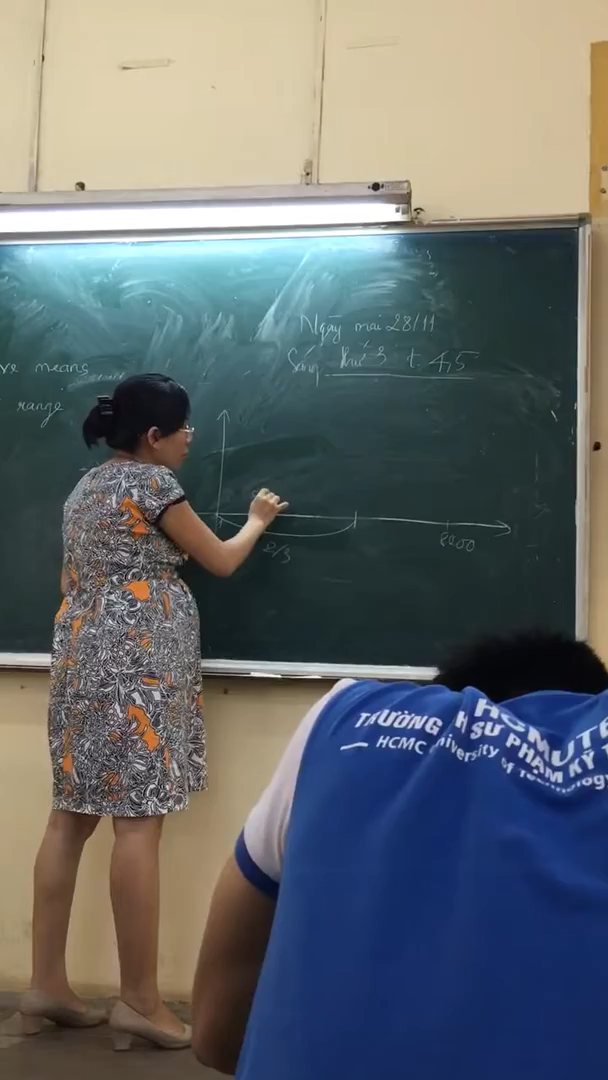 Ngày mai 28/11
Sáng thứ 3 t. 4,5
means
range
2/3
8000
HCMUTE
TRƯỜNG ĐH SƯ PHẠM KỸ
HCMC University of Technology